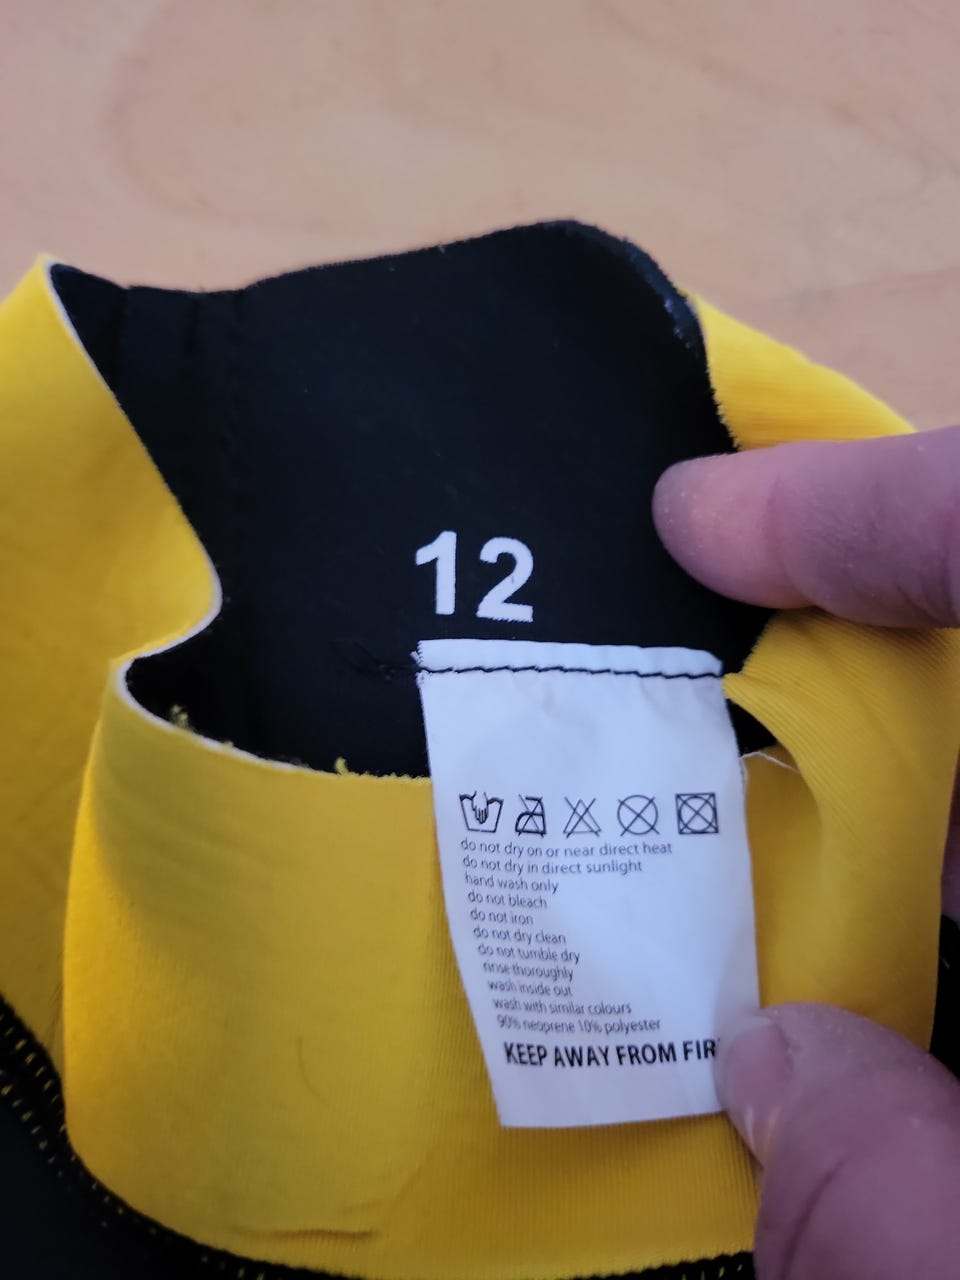 12
do not dry on or near direct heat
do not dry in direct sunlight
hand wash only
do not bleach
do not iron
do not dry clean
do not tumble dry
rinse thoroughly
wash inside out
wash with similar colours
90% neoprene 10% polyester
KEEP AWAY FROM FIR